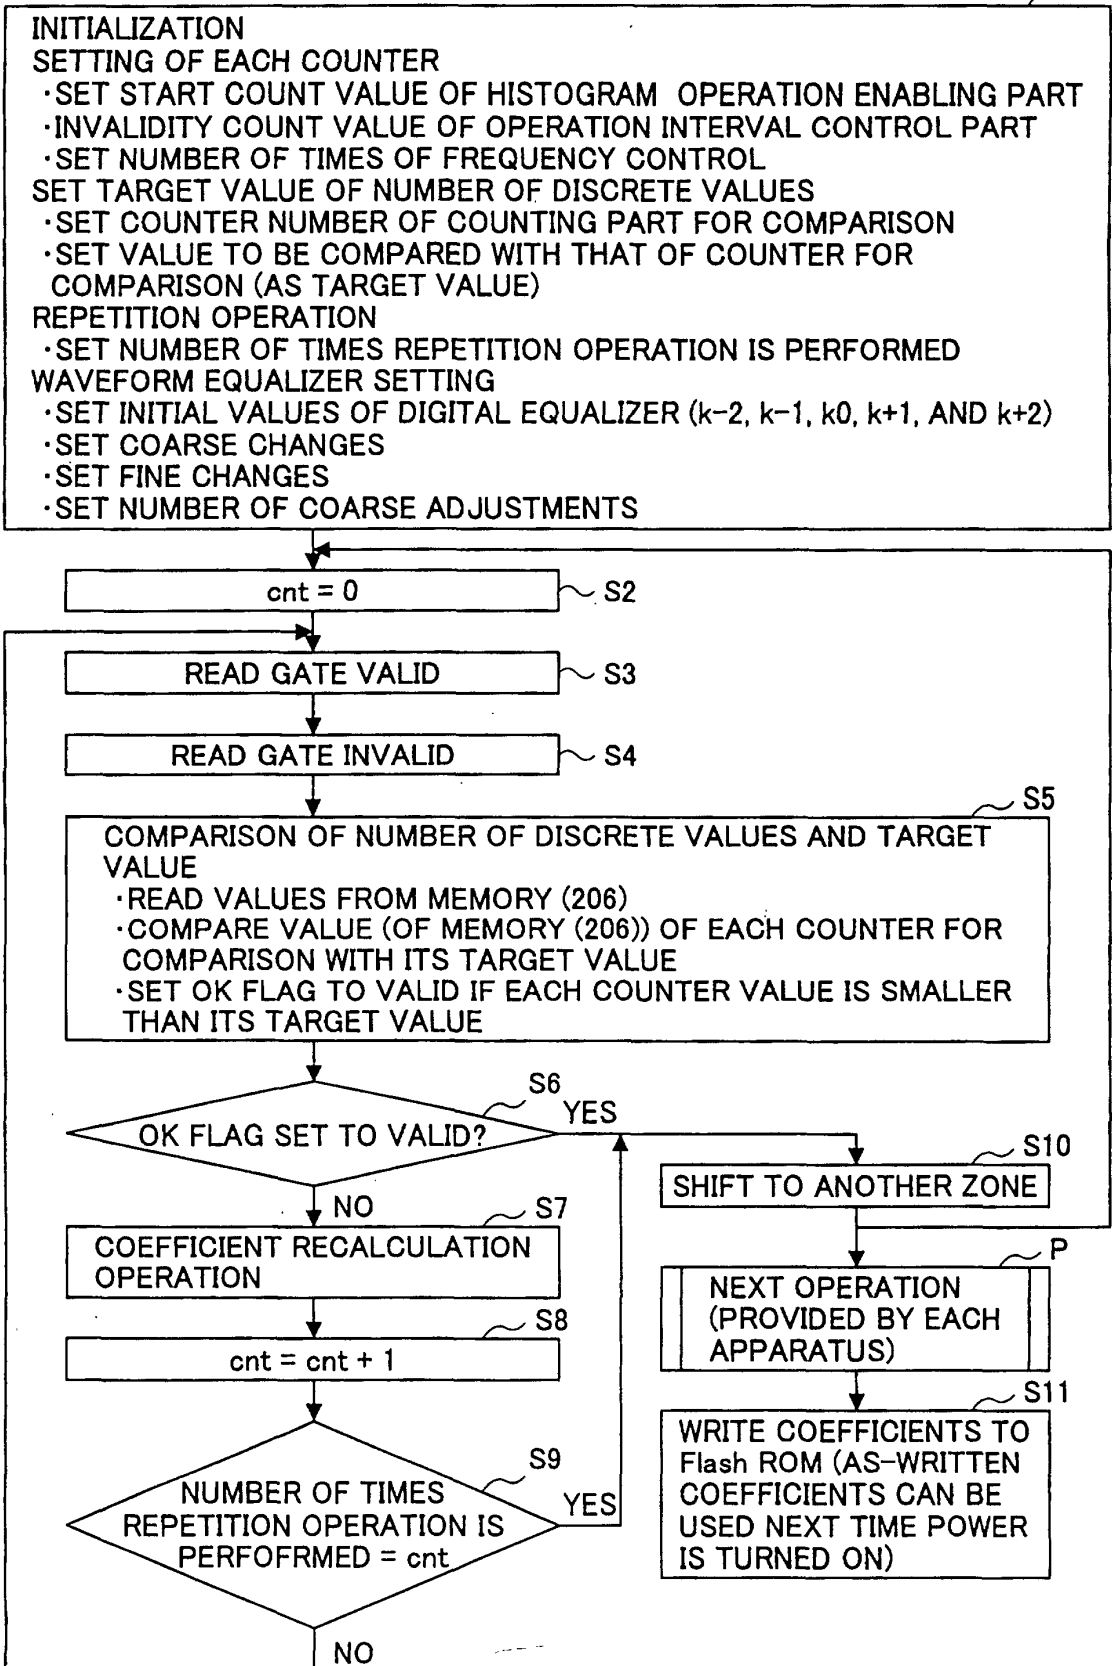 INITIALIZATION
SETTING OF EACH COUNTER
·SET START COUNT VALUE OF HISTOGRAM OPERATION ENABLING PART
·INVALIDITY COUNT VALUE OF OPERATION INTERVAL CONTROL PART
·SET NUMBER OF TIMES OF FREQUENCY CONTROL
SET TARGET VALUE OF NUMBER OF DISCRETE VALUES
·SET COUNTER NUMBER OF COUNTING PART FOR COMPARISON
·SET VALUE TO BE COMPARED WITH THAT OF COUNTER FOR
COMPARISON (AS TARGET VALUE)
REPETITION OPERATION
·SET NUMBER OF TIMES REPETITION OPERATION IS PERFORMED
WAVEFORM EQUALIZER SETTING
·SET INITIAL VALUES OF DIGITAL EQUALIZER (k-2, k-1, k0, k+1, AND k+2)
·SET COARSE CHANGES
·SET FINE CHANGES
·SET NUMBER OF COARSE ADJUSTMENTS
cnt = 0
S2
READ GATE VALID
S3
READ GATE INVALID
S4
S5
COMPARISON OF NUMBER OF DISCRETE VALUES AND TARGET
VALUE
·READ VALUES FROM MEMORY (206)
·COMPARE VALUE (OF MEMORY (206)) OF EACH COUNTER FOR
COMPARISON WITH ITS TARGET VALUE
·SET OK FLAG TO VALID IF EACH COUNTER VALUE IS SMALLER
THAN ITS TARGET VALUE
S6
YES
OK FLAG SET TO VALID?
NO
S7
COEFFICIENT RECALCULATION
OPERATION
S8
cnt = cnt + 1
S9
NUMBER OF TIMES
REPETITION OPERATION IS
PERFOFRMED = cnt
YES
NO
S10
SHIFT TO ANOTHER ZONE
P
NEXT OPERATION
(PROVIDED BY EACH
APPARATUS)
S11
WRITE COEFFICIENTS TO
Flash ROM (AS-WRITTEN
COEFFICIENTS CAN BE
USED NEXT TIME POWER
IS TURNED ON)